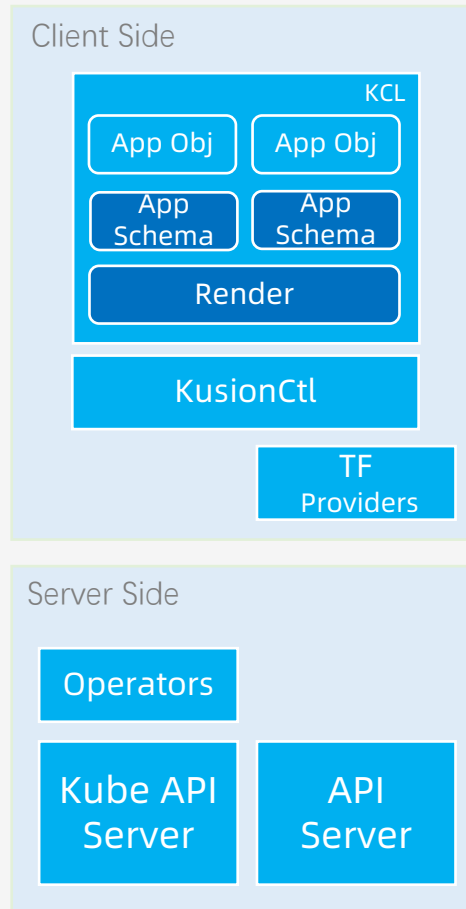 Client Side
KCL
App Obj
App Obj
App
Schema
App
Schema
Render
KusionCtl
TF
Providers
Server Side
Operators
Kube API
Server
API
Server